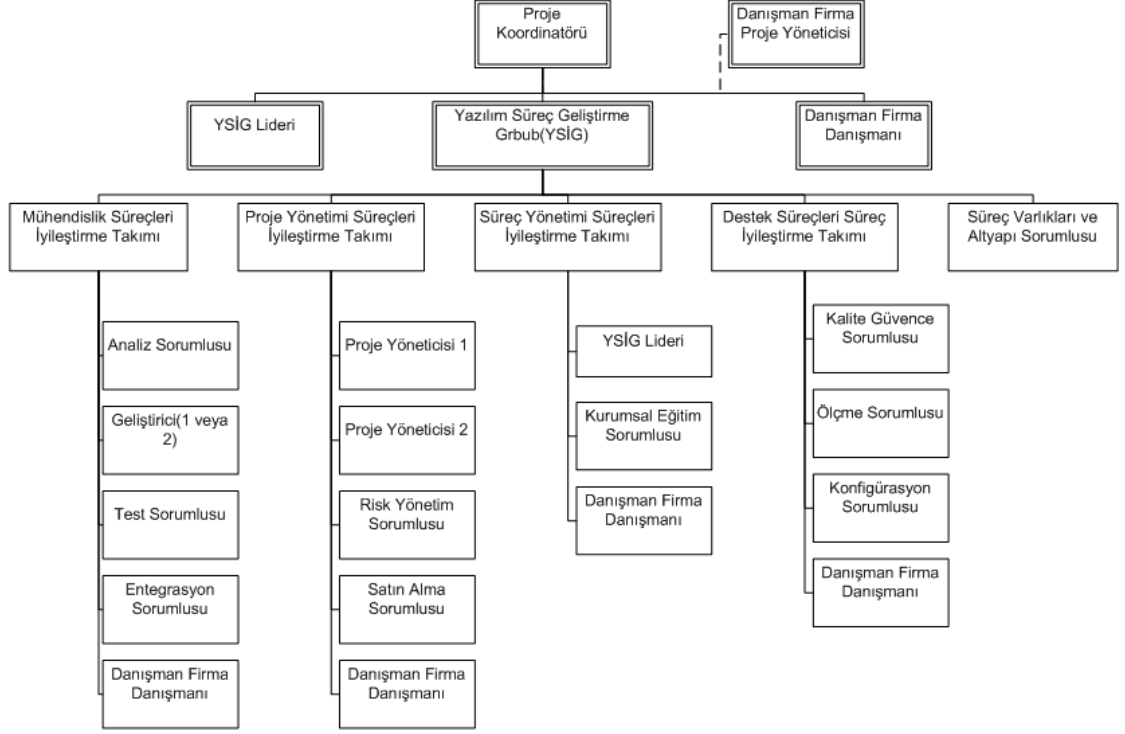 Proje
Koordinatörü
Danışman Firma
Proje Yöneticisi
YSİG Lideri
Yazılım Süreç Geliştirme
Grbub(YSİG)
Danışman Firma
Danışmanı
Mühendislik Süreçleri
İyileştirme Takımı
Proje Yönetimi Süreçleri
İyileştirme Takımı
Süreç Yönetimi Süreçleri
İyileştirme Takımı
Destek Süreçleri Süreç
İyileştirme Takımı
Süreç Varlıkları ve
Altyapı Sorumlusu
Analiz Sorumlusu
Geliştirici(1 veya
2)
Test Sorumlusu
Entegrasyon
Sorumlusu
Danışman Firma
Danışmanı
Proje Yöneticisi 1
Proje Yöneticisi 2
Risk Yönetim
Sorumlusu
Satın Alma
Sorumlusu
Danışman Firma
Danışmanı
YSİG Lideri
Kurumsal Eğitim
Sorumlusu
Danışman Firma
Danışmanı
Kalite Güvence
Sorumlusu
Ölçme Sorumlusu
Konfigürasyon
Sorumlusu
Danışman Firma
Danışmanı